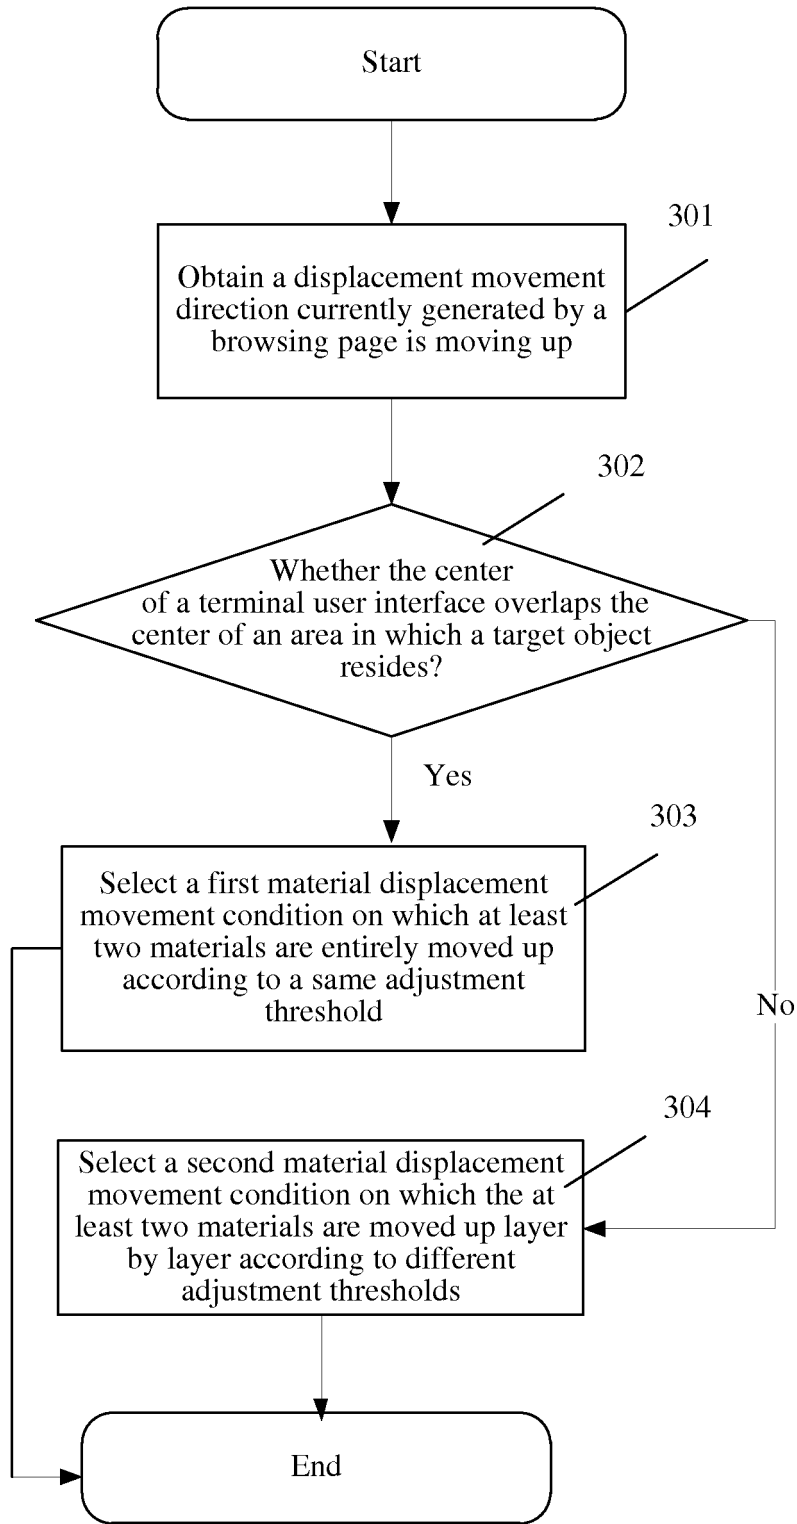 Start
301
Obtain a displacement movement
direction currently generated by a
browsing page is moving up
302
Whether the center
of a terminal user interface overlaps the
center of an area in which a target object
resides?
Yes
303
Select a first material displacement
movement condition on which at least
two materials are entirely moved up
according to a same adjustment
threshold
No
304
Select a second material displacement
movement condition on which the at
least two materials are moved up layer
by layer according to different
adjustment thresholds
End